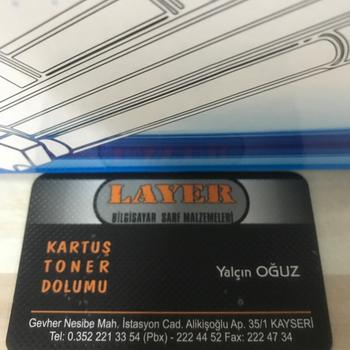 LAYER
BİLGİSAYAR SARF MALZEMELERİ
KARTUŞ
TONER
DOLUMU
Yalçın OĞUZ
Gevher Nesibe Mah. İstasyon Cad. Alikişoğlu Ap. 35/1 KAYSERİ
Tel: 0.352 221 33 54 (Pbx) - 222 44 52 Fax: 222 47 34